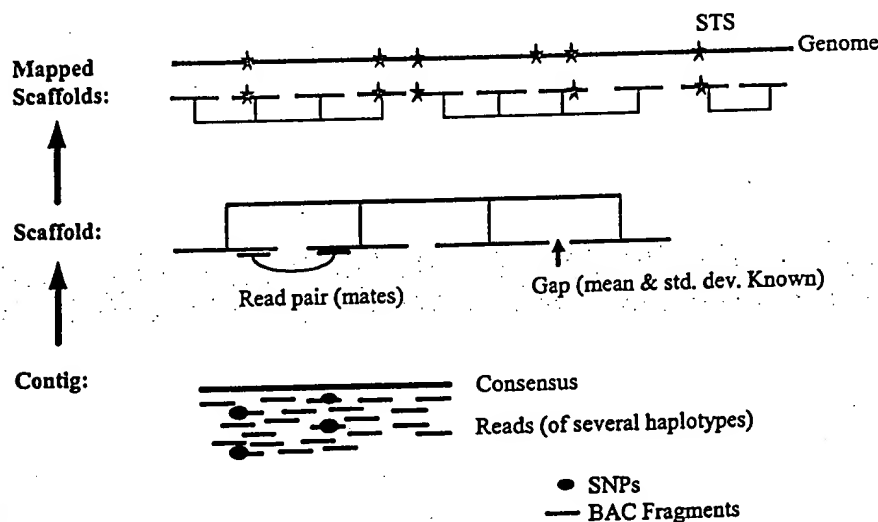 STS
Genome
Mapped
Scaffolds:
Scaffold:
Read pair (mates)
Gap (mean & std. dev. Known)
Contig:
Consensus
Reads (of several haplotypes)
SNPs
BAC Fragments